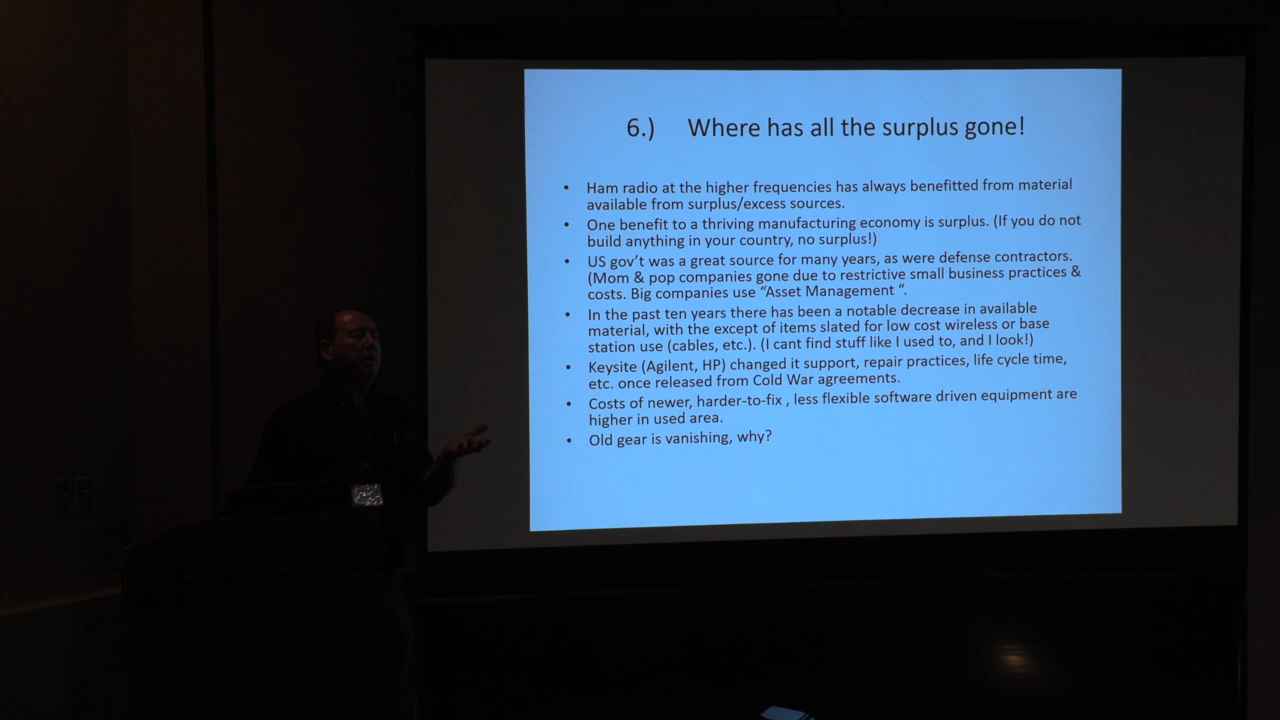 6.) Where has all the surplus gone!
• Ham radio at the higher frequencies has always benefitted from material
available from surplus/excess sources.
• One benefit to a thriving manufacturing economy is surplus. (If you do not
build anything in your country, no surplus!)
• US gov't was a great source for many years, as were defense contractors.
(Mom & pop companies gone due to restrictive small business practices &
costs. Big companies use “Asset Management “.
• In the past ten years there has been a notable decrease in available
material, with the except of items slated for low cost wireless or base
station use (cables, etc.). (I cant find stuff like I used to, and I look!)
• Keysite (Agilent, HP) changed it support, repair practices, life cycle time,
etc. once released from Cold War agreements.
• Costs of newer, harder-to-fix , less flexible software driven equipment are
higher in used area.
• Old gear is vanishing, why?